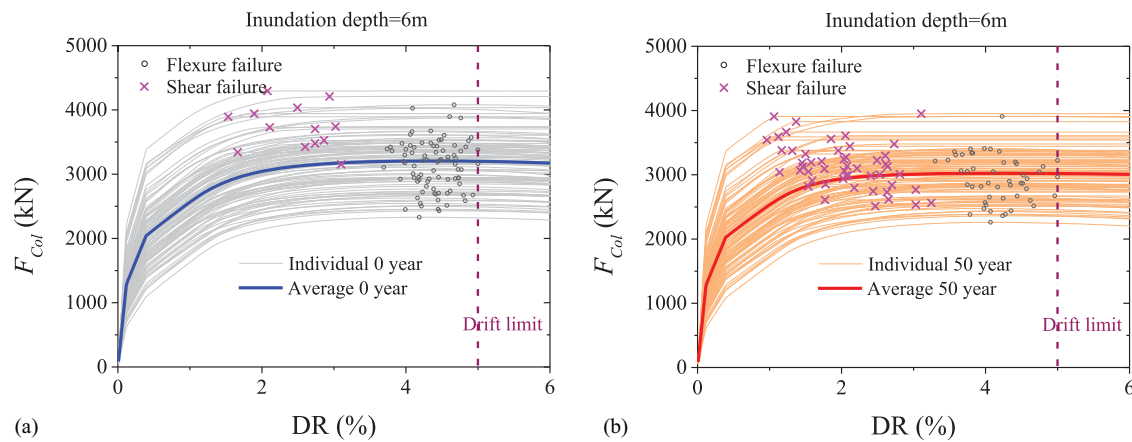 Inundation depth=6m
5000
4000
3000
2000
1000
0
F_Col (kN)
Flexure failure
Shear failure
Individual 0 year
Average 0 year
Drift limit
0 2 4 6
DR (%)
(a)
Inundation depth=6m
5000
4000
3000
2000
1000
0
F_Col (kN)
Flexure failure
Shear failure
Individual 50 year
Average 50 year
Drift limit
0 2 4 6
DR (%)
(b)